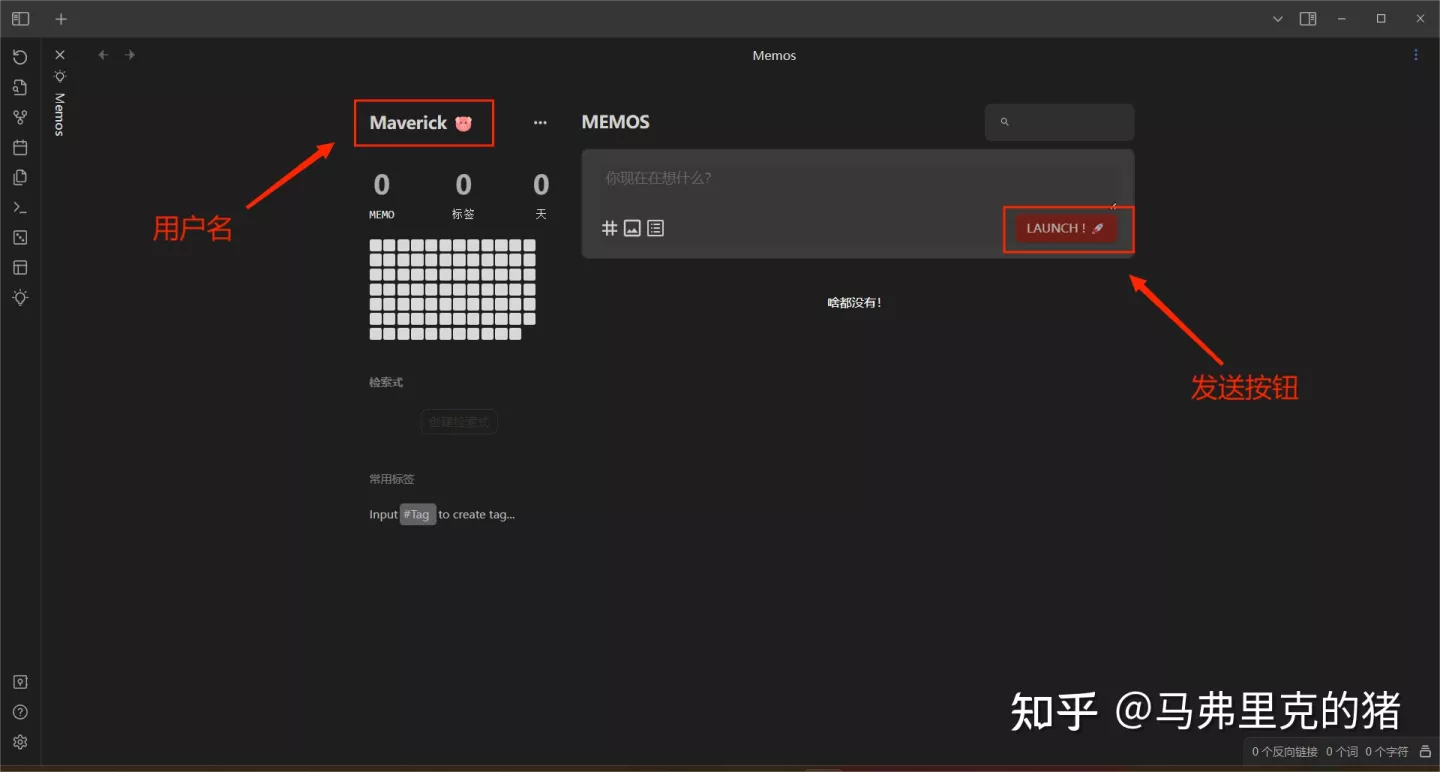 Memos
Memos
Maverick 🐷
MEMOS
用户名
0 0 0
MEMO 标签 天
你现在在想什么?
LAUNCH! 🚀
啥都没有!
发送按钮
检索式
创建检索式
常用标签
Input #Tag to create tag...
知乎 @马弗里克的猪
0 个反向链接 0 个词 0 个字符